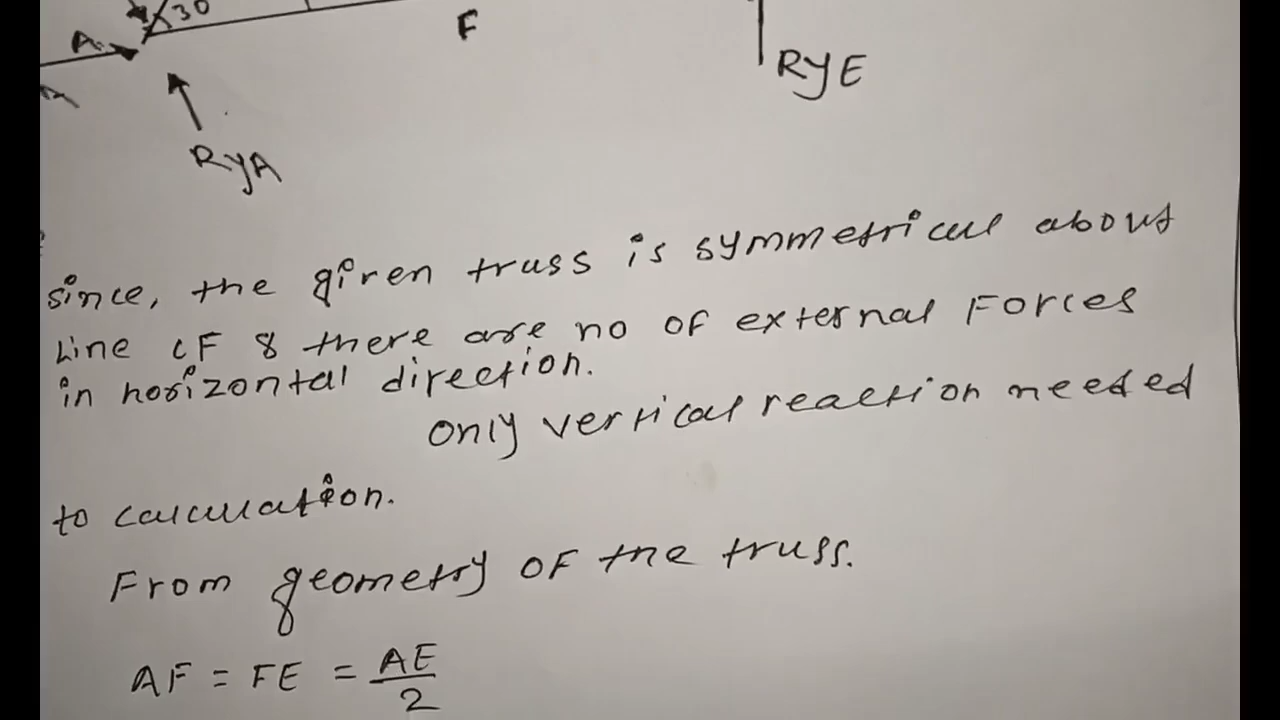 30
A
F
RyE
RyA
since, the giren truss is symmetrical about
Line CF & there are no of external Forces
in horizontal direction.
only vertical reaction needed
to calculation.
From geometry of the truss.
AF = FE = AE/2